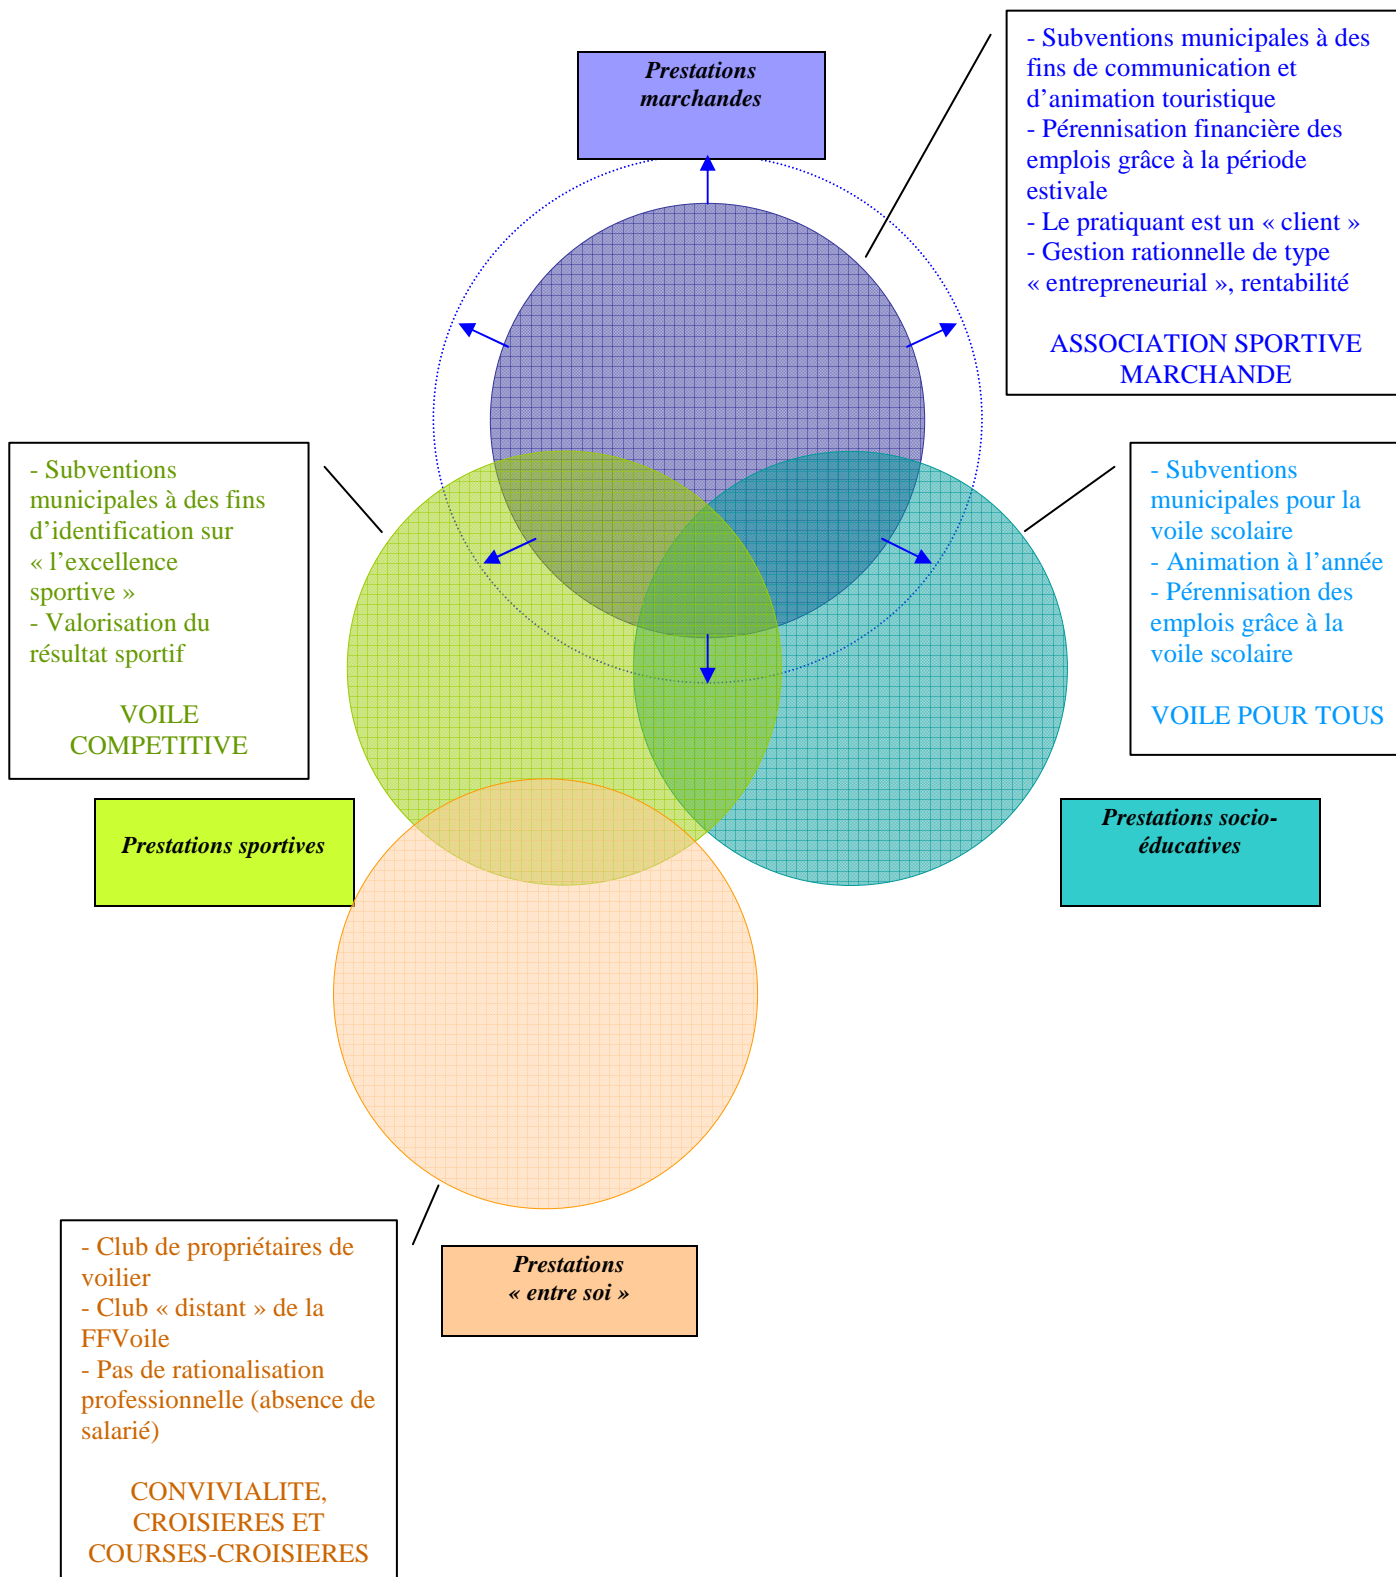 Prestations
marchandes
- Subventions municipales à des
fins de communication et
d’animation touristique
- Pérennisation financière des
emplois grâce à la période
estivale
- Le pratiquant est un « client »
- Gestion rationnelle de type
« entrepreneurial », rentabilité
ASSOCIATION SPORTIVE
MARCHANDE
- Subventions
municipales à des fins
d’identification sur
« l’excellence
sportive »
- Valorisation du
résultat sportif
VOILE
COMPETITIVE
- Subventions
municipales pour la
voile scolaire
- Animation à l’année
- Pérennisation des
emplois grâce à la
voile scolaire
VOILE POUR TOUS
Prestations sportives
Prestations socio-
éducatives
- Club de propriétaires de
voilier
- Club « distant » de la
FFVoile
- Pas de rationalisation
professionnelle (absence de
salarié)
CONVIVIALITE,
CROISIERES ET
COURSES-CROISIERES
Prestations
« entre soi »